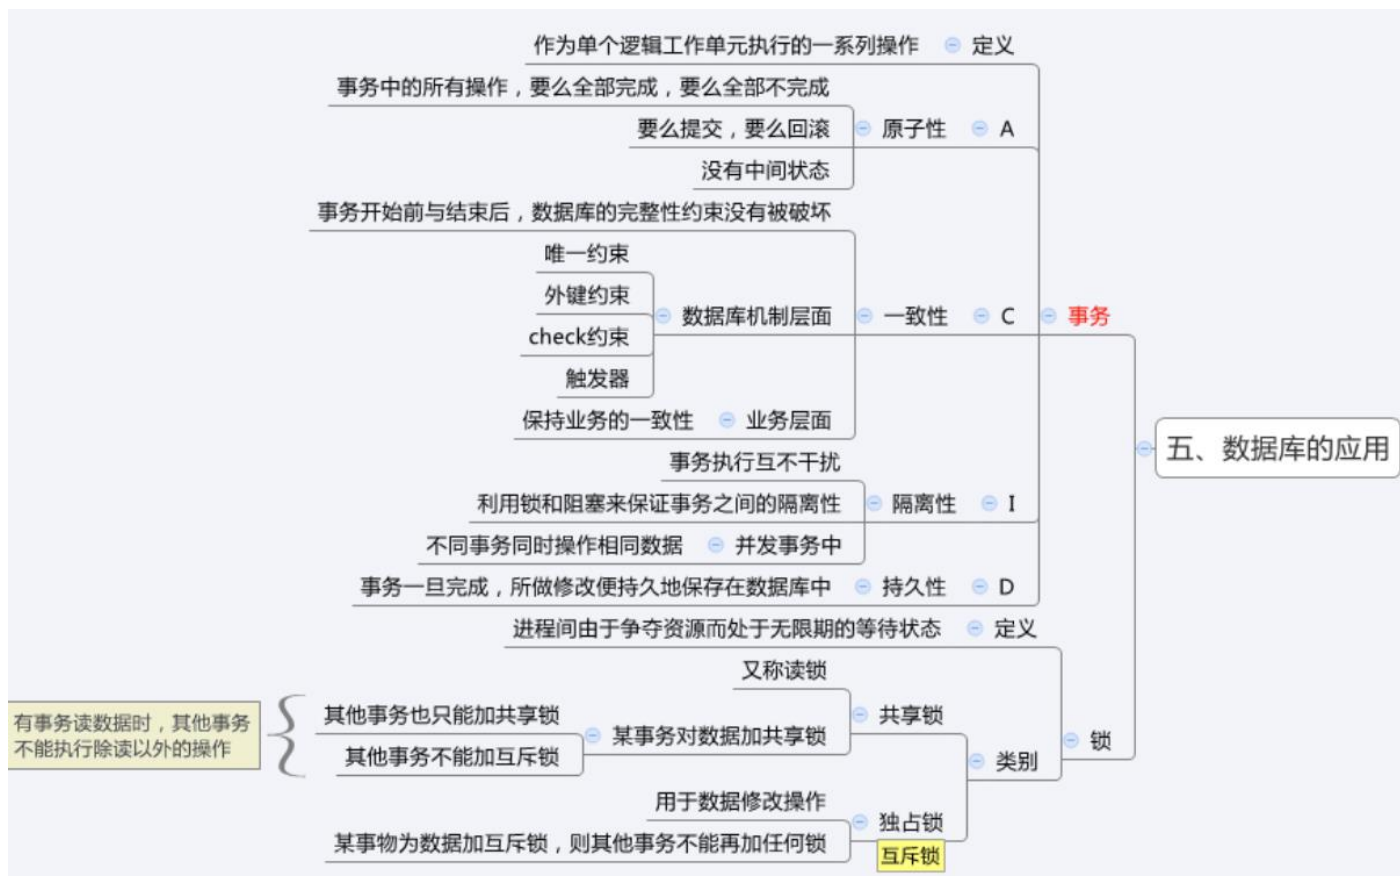 作为单个逻辑工作单元执行的一系列操作 定义
事务中的所有操作，要么全部完成，要么全部不完成
要么提交，要么回滚 原子性 A
没有中间状态
事务开始前与结束后，数据库的完整性约束没有被破坏
唯一约束
外键约束
数据库机制层面 一致性 C 事务
check约束
触发器
保持业务的一致性 业务层面
五、数据库的应用
事务执行互不干扰
利用锁和阻塞来保证事务之间的隔离性 隔离性 I
不同事务同时操作相同数据 并发事务中
事务一旦完成，所做修改便持久地保存在数据库中 持久性 D
进程间由于争夺资源而处于无限期的等待状态 定义
又称读锁
其他事务也只能加共享锁 共享锁
有事务读数据时，其他事务
不能执行除读以外的操作
某事务对数据加共享锁 锁
其他事务不能加互斥锁 类别
用于数据修改操作
独占锁
某事物为数据加互斥锁，则其他事务不能再加任何锁
互斥锁